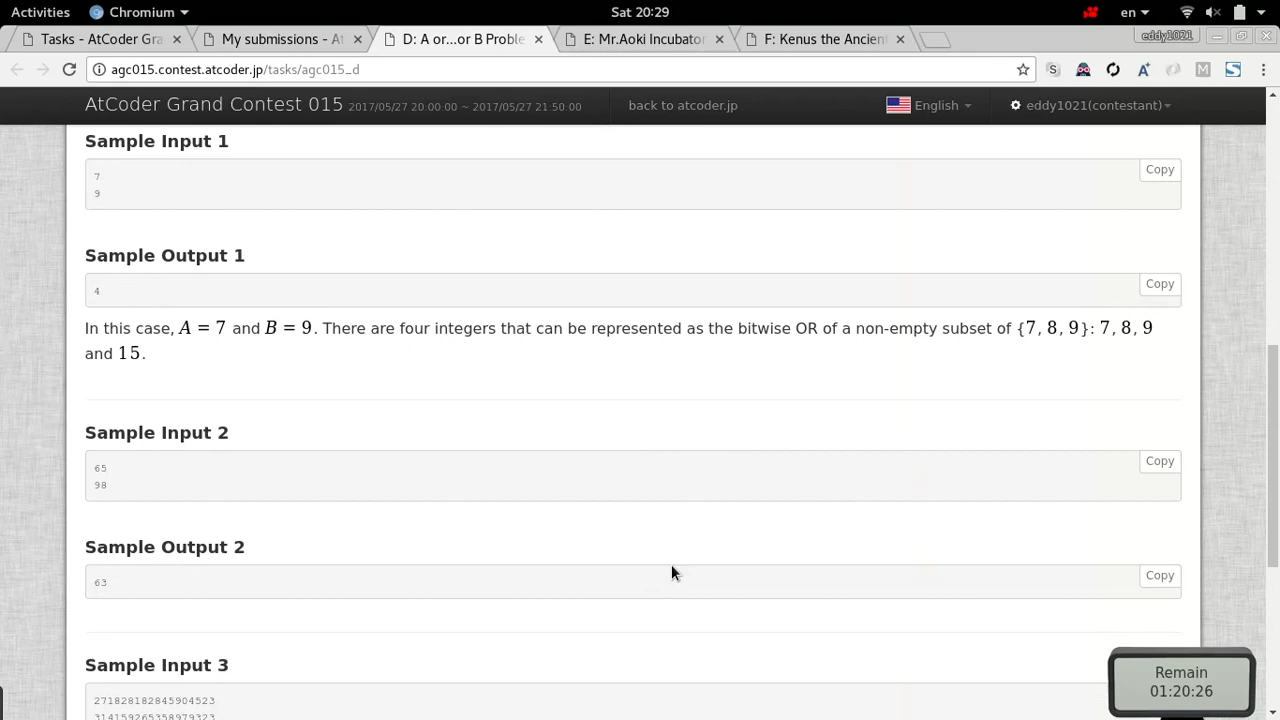 Activities Chromium Sat 20:29 en
Tasks - AtCoder Gra My submissions - At D: A or...or B Proble E: Mr.Aoki Incubator F: Kenus the Ancien eddy1021
agc015.contest.atcoder.jp/tasks/agc015_d
AtCoder Grand Contest 015 2017/05/27 20:00:00 ~ 2017/05/27 21:50:00 back to atcoder.jp English eddy1021(contestant)
Sample Input 1
Copy
7
9
Sample Output 1
Copy
4
In this case, A = 7 and B = 9. There are four integers that can be represented as the bitwise OR of a non-empty subset of {7, 8, 9}: 7, 8, 9
and 15.
Sample Input 2
Copy
65
98
Sample Output 2
Copy
63
Sample Input 3
271828182845904523
314159265358979323
Remain
01:20:26